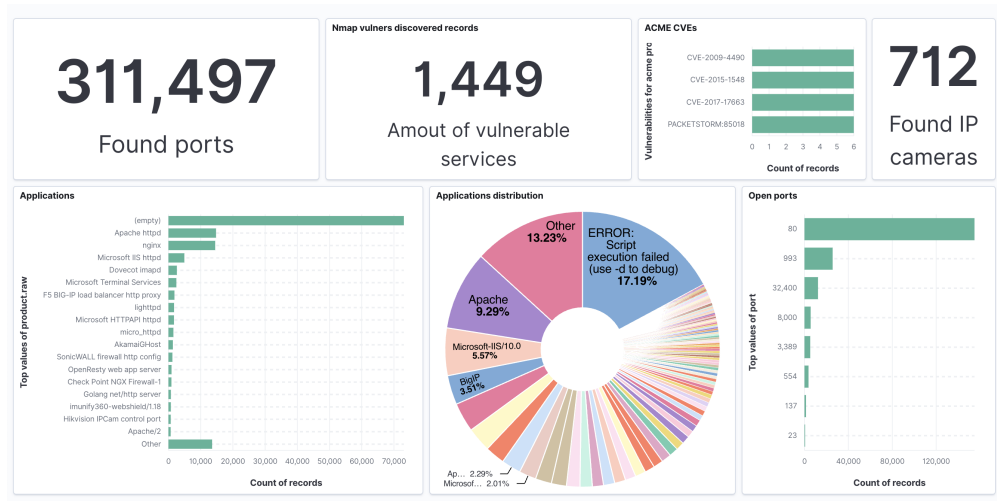 311,497
Found ports
Nmap vulners discovered records
1,449
Amout of vulnerable
services
ACME CVEs
Vulnerabilities for acme prc
CVE-2009-4490
CVE-2015-1548
CVE-2017-17663
PACKETSTORM:85018
0 1 2 3 4 5 6
Count of records
712
Found IP
cameras
Applications
Top values of product.raw
(empty)
Apache httpd
nginx
Microsoft IIS httpd
Dovecot imapd
Microsoft Terminal Services
F5 BIG-IP load balancer http proxy
lighttpd
Microsoft HTTPAPI httpd
micro_httpd
AkamaiGHost
SonicWALL firewall http config
OpenResty web app server
Check Point NGX Firewall-1
Golang net/http server
imunify360-webshield/1.18
Hikvision IPCam control port
Apache/2
Other
0 10,000 20,000 30,000 40,000 50,000 60,000 70,000
Count of records
Applications distribution
Other
13.23%
ERROR:
Script
execution failed
(use -d to debug)
17.19%
Apache
9.29%
Microsoft-IIS/10.0
5.57%
BigIP
3.51%
Ap... 2.29%
Microsof... 2.01%
Open ports
Top values of port
80
993
32,400
8,000
3,389
554
137
23
0 40,000 80,000 120,000
Count of records